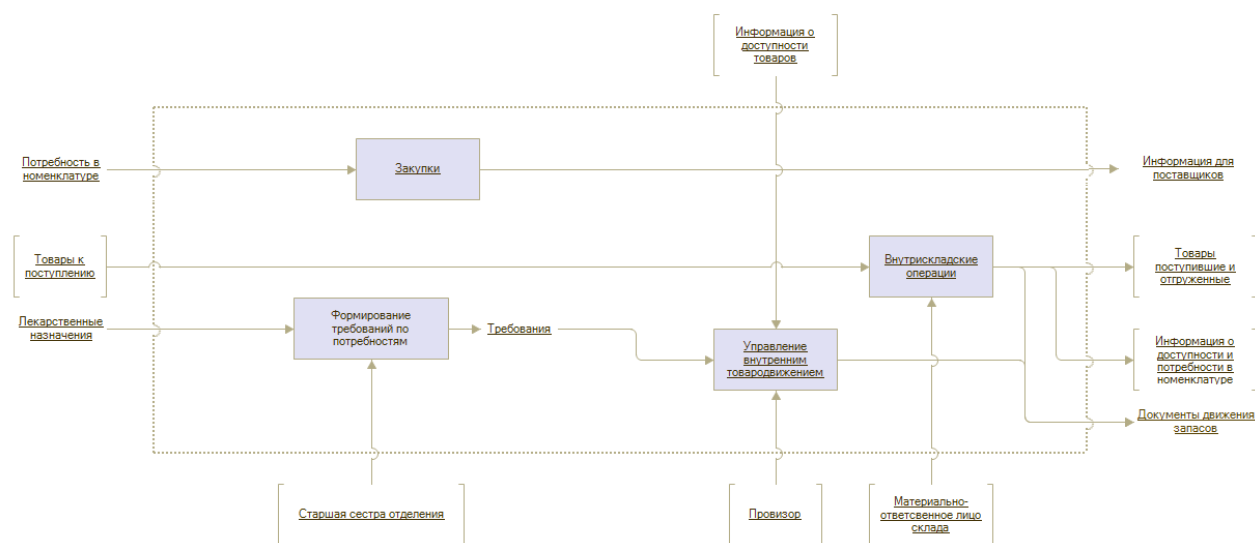 Информация о
доступности
товаров
Потребность в
номенклатуре
Закупки
Информация для
поставщиков
Товары к
поступлению
Внутрискладские
операции
Товары
поступившие и
отгруженные
Лекарственные
назначения
Формирование
требований по
потребностям
Требования
Управление
внутренним
товародвижением
Информация о
доступности и
потребности в
номенклатуре
Документы движения
запасов
Старшая сестра отделения
Провизор
Материально-
ответсвенное лицо
склада